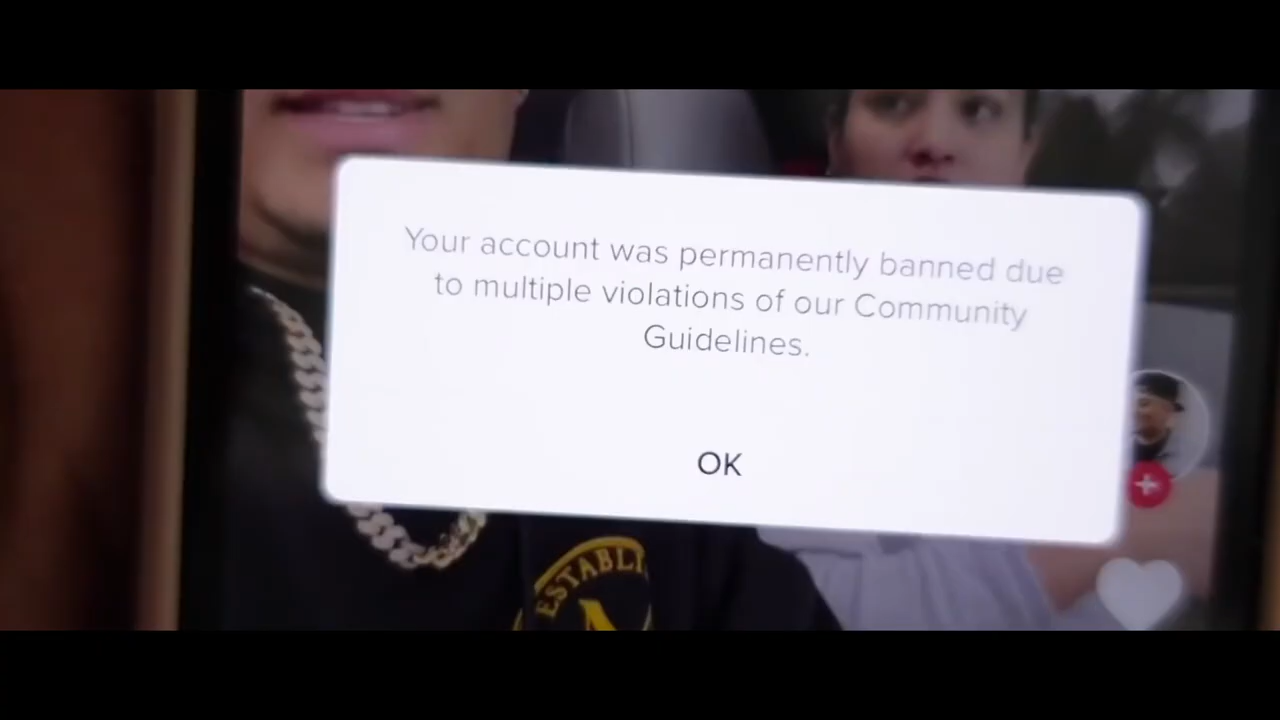 Your account was permanently banned due
to multiple violations of our Community
Guidelines.
OK